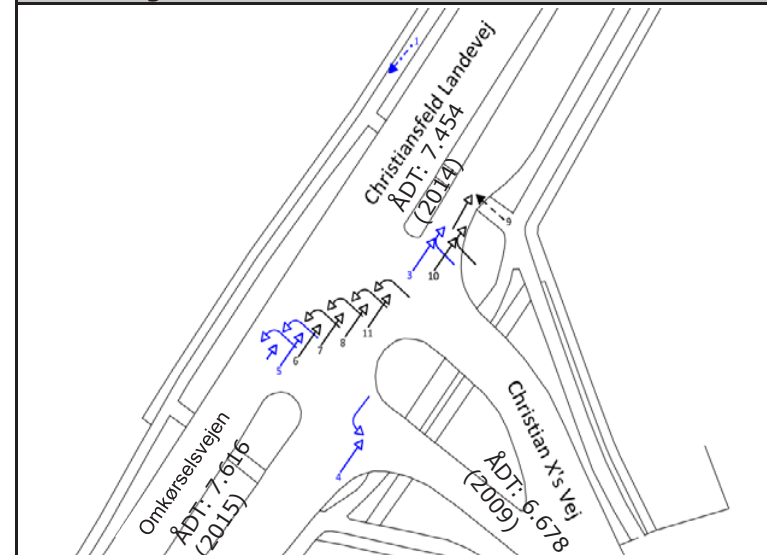 1
Christiansfeld Landevej
ÅDT: 7.454
(2014)
9
3
10
11
8
7
6
5
4
Omkørselsvejen
ÅDT: 7.616
(2015)
Christian X's Vej
ÅDT: 6.678
(2009)